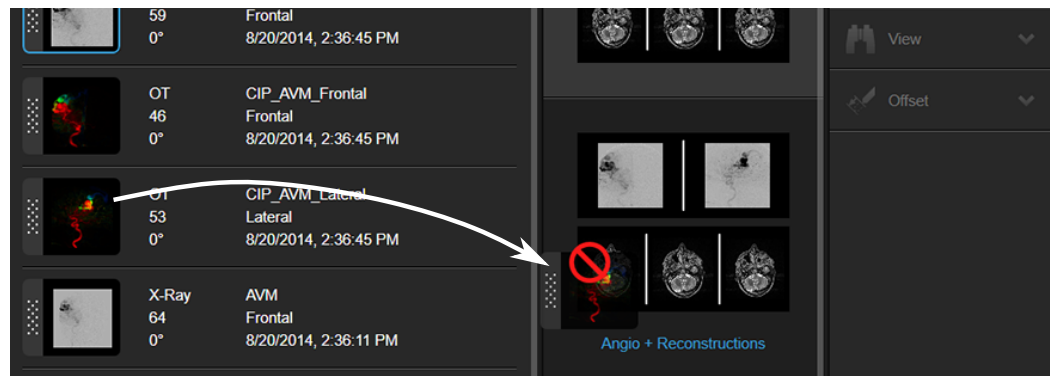 59 Frontal
0° 8/20/2014, 2:36:45 PM
OT CIP_AVM_Frontal
46 Frontal
0° 8/20/2014, 2:36:45 PM
OT CIP_AVM_Lateral
53 Lateral
0° 8/20/2014, 2:36:45 PM
X-Ray AVM
64 Frontal
0° 8/20/2014, 2:36:11 PM
Angio + Reconstructions
View
Offset